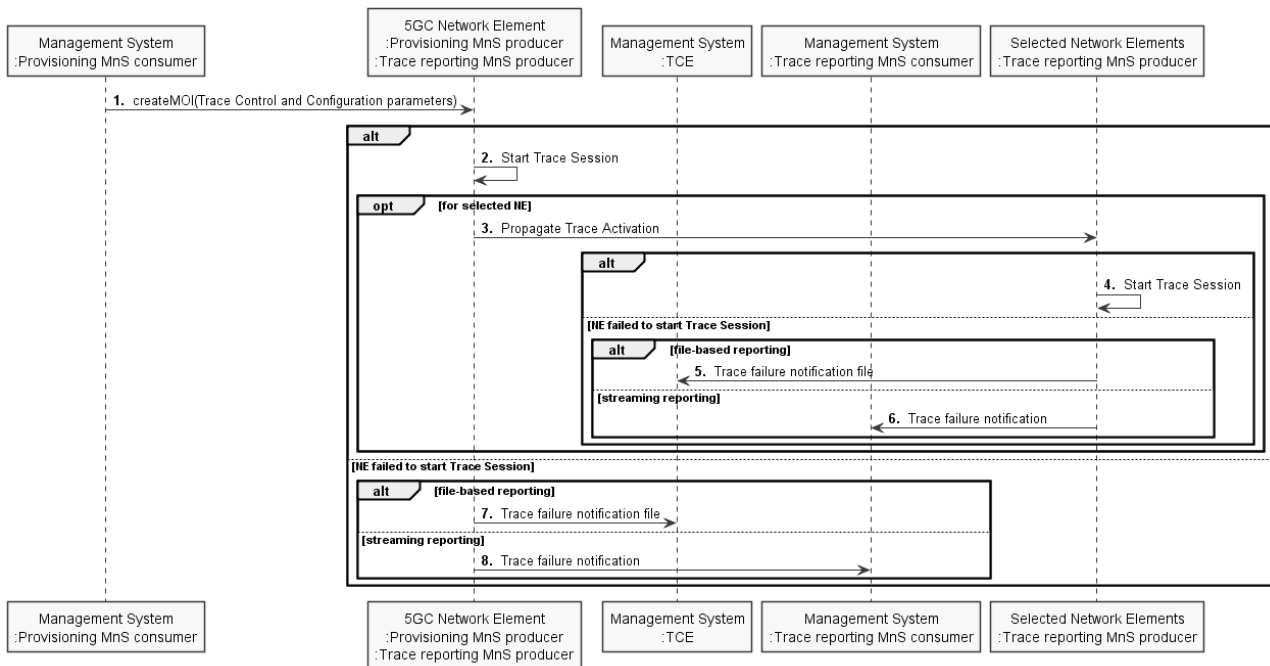 Management System
:Provisioning MnS consumer
5GC Network Element
:Provisioning MnS producer
:Trace reporting MnS producer
Management System
:TCE
Management System
:Trace reporting MnS consumer
Selected Network Elements
:Trace reporting MnS producer
1. createMOI(Trace Control and Configuration parameters)
alt
2. Start Trace Session
opt [for selected NE]
3. Propagate Trace Activation
alt
4. Start Trace Session
[NE failed to start Trace Session]
alt [file-based reporting]
5. Trace failure notification file
[streaming reporting]
6. Trace failure notification
[NE failed to start Trace Session]
alt [file-based reporting]
7. Trace failure notification file
[streaming reporting]
8. Trace failure notification
Management System
:Provisioning MnS consumer
5GC Network Element
:Provisioning MnS producer
:Trace reporting MnS producer
Management System
:TCE
Management System
:Trace reporting MnS consumer
Selected Network Elements
:Trace reporting MnS producer